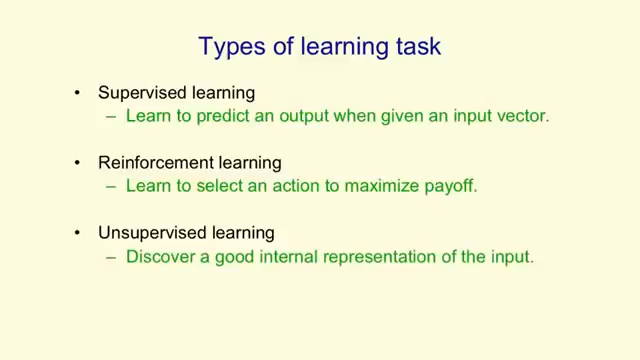 Types of learning task
• Supervised learning
– Learn to predict an output when given an input vector.
• Reinforcement learning
– Learn to select an action to maximize payoff.
• Unsupervised learning
– Discover a good internal representation of the input.